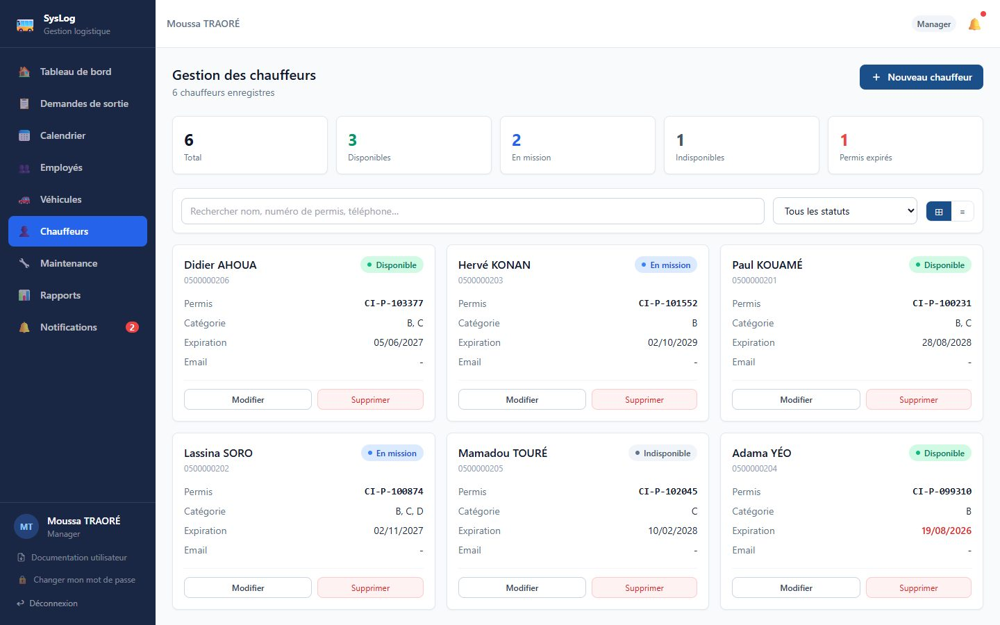 SysLog
Gestion logistique
Tableau de bord
Demandes de sortie
Calendrier
Employés
Véhicules
Chauffeurs
Maintenance
Rapports
Notifications 2
MT
Moussa TRAORÉ
Manager
Documentation utilisateur
Changer mon mot de passe
Déconnexion
Moussa TRAORÉ
Manager
Gestion des chauffeurs
6 chauffeurs enregistres
+ Nouveau chauffeur
6
Total
3
Disponibles
2
En mission
1
Indisponibles
1
Permis expirés
Rechercher nom, numéro de permis, téléphone...
Tous les statuts
Didier AHOUA
Disponible
0500000206
Permis CI-P-103377
Catégorie B, C
Expiration 05/06/2027
Email -
Modifier
Supprimer
Hervé KONAN
En mission
0500000203
Permis CI-P-101552
Catégorie B
Expiration 02/10/2029
Email -
Modifier
Supprimer
Paul KOUAMÉ
Disponible
0500000201
Permis CI-P-100231
Catégorie B, C
Expiration 28/08/2028
Email -
Modifier
Supprimer
Lassina SORO
En mission
0500000202
Permis CI-P-100874
Catégorie B, C, D
Expiration 02/11/2027
Email -
Modifier
Supprimer
Mamadou TOURÉ
Indisponible
0500000205
Permis CI-P-102045
Catégorie C
Expiration 10/02/2028
Email -
Modifier
Supprimer
Adama YÉO
Disponible
0500000204
Permis CI-P-099310
Catégorie B
Expiration 19/08/2026
Email -
Modifier
Supprimer